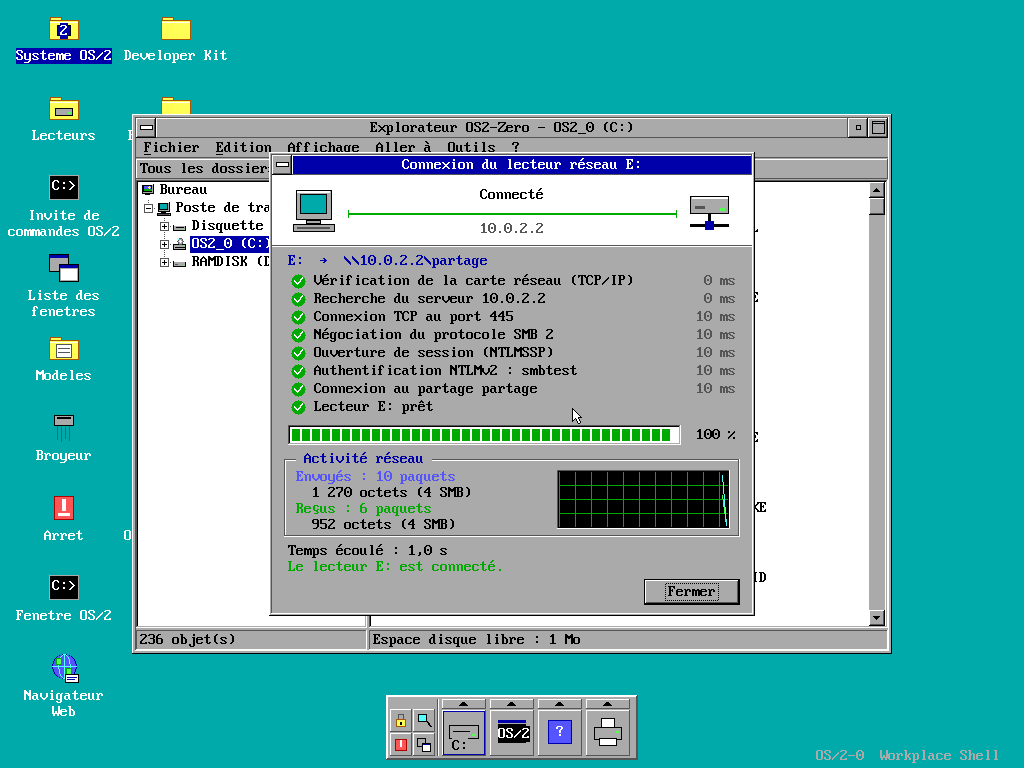 Systeme OS/2
Developer Kit
Lecteurs
Invite de
commandes OS/2
Liste des
fenetres
Modeles
Broyeur
Arret
Fenetre OS/2
Navigateur
Web
Explorateur OS2-Zero - OS2_0 (C:)
Fichier Edition Affichage Aller à Outils ?
Tous les dossier
Bureau
Poste de tra
Disquette
OS2_0 (C:)
RAMDISK (D
Connexion du lecteur réseau E:
Connecté
10.0.2.2
E: → \\10.0.2.2\partage
Vérification de la carte réseau (TCP/IP) 0 ms
Recherche du serveur 10.0.2.2 0 ms
Connexion TCP au port 445 10 ms
Négociation du protocole SMB 2 10 ms
Ouverture de session (NTLMSSP) 10 ms
Authentification NTLMv2 : smbtest 10 ms
Connexion au partage partage 10 ms
Lecteur E: prêt
100 %
Activité réseau
Envoyés : 10 paquets
1 270 octets (4 SMB)
Reçus : 6 paquets
952 octets (4 SMB)
Temps écoulé : 1,0 s
Le lecteur E: est connecté.
Fermer
236 objet(s)
Espace disque libre : 1 Mo
C:
OS/2
?
OS/2-0 Workplace Shell